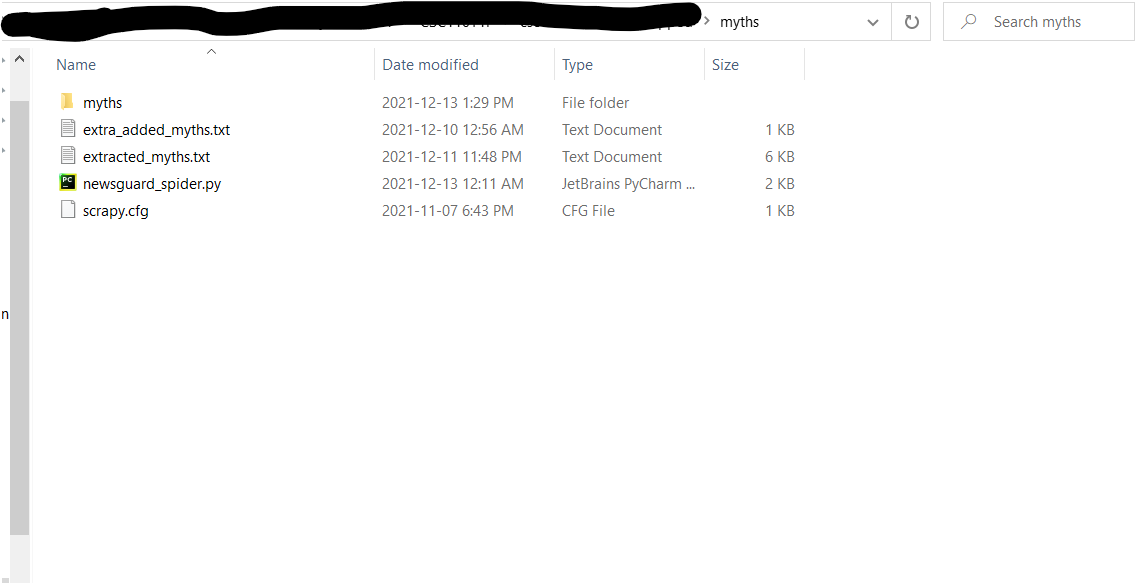 myths
Search myths
Name Date modified Type Size
myths 2021-12-13 1:29 PM File folder
extra_added_myths.txt 2021-12-10 12:56 AM Text Document 1 KB
extracted_myths.txt 2021-12-11 11:48 PM Text Document 6 KB
PC newsguard_spider.py 2021-12-13 12:11 AM JetBrains PyCharm ... 2 KB
scrapy.cfg 2021-11-07 6:43 PM CFG File 1 KB
n